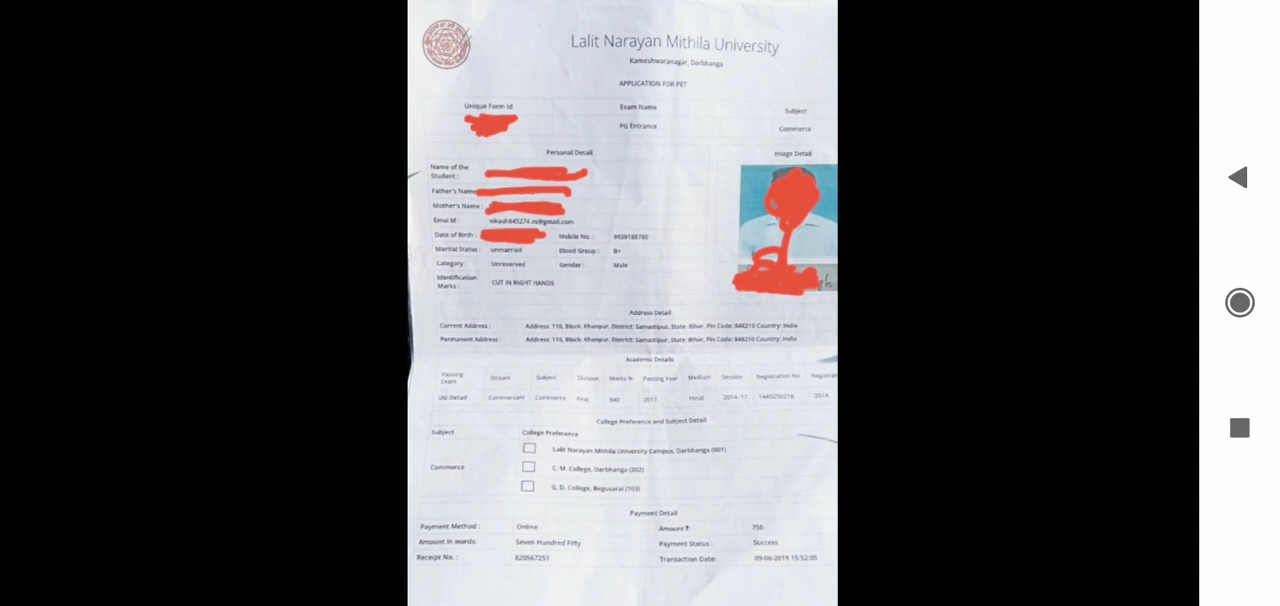 Lalit Narayan Mithila University
Kameshwaranagar, Darbhanga
APPLICATION FOR PET
Unique Form Id Exam Name Subject
PG Entrance Commerce
Personal Detail Image Detail
Name of the
Student :
Father's Name
Mother's Name :
Emai Id : vikash845274.vs@gmail.com
Date of Birth : Mobile No. : 9939188760
Marital Status : unmarried Blood Group : B+
Category : Unreserved Gender : Male
Identification
Marks : CUT IN RIGHT HANDS
Address Detail
Current Address : Address: 110, Block: Khanpur, District: Samastipur, State: Bihar, Pin Code: 848210 Country: India
Permanent Address : Address: 110, Block: Khanpur, District: Samastipur, State: Bihar, Pin Code: 848210 Country: India
Academic Details
Passing
Exam Stream Subject Division Marks % Passing Year Medium Session Registration No
UG Detail Commerce First 940 2017 Hindi 2014-17 2014
College Preference and Subject Detail
Subject College Preference
Lalit Narayan Mithila University Campus, Darbhanga (901)
Commerce C. M. College, Darbhanga (202)
G. D. College, Begusarai (103)
Payment Detail
Payment Method : Online Amount ₹: 750
Amount in words: Seven Hundred Fifty Payment Status : Success
Receipt No. : 820567251 Transaction Date: 09-06-2019 15:52:05